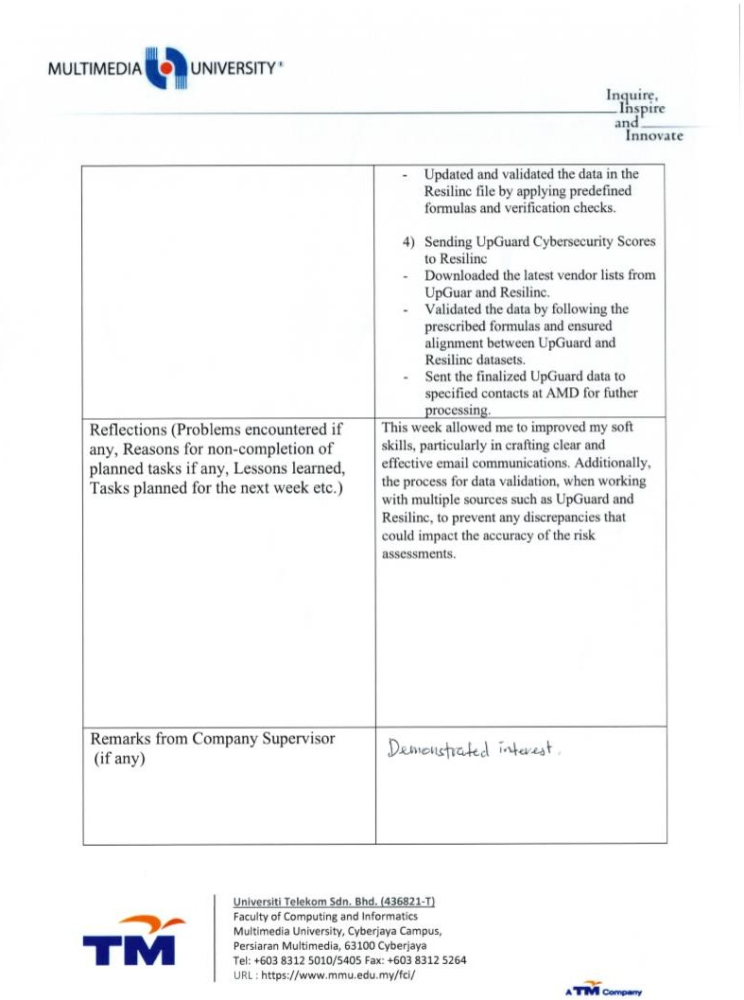 MULTIMEDIA UNIVERSITY
Inquire,
Inspire
and
Innovate
- Updated and validated the data in the
Resilinc file by applying predefined
formulas and verification checks.
4) Sending UpGuard Cybersecurity Scores
to Resilinc
- Downloaded the latest vendor lists from
UpGuar and Resilinc.
- Validated the data by following the
prescribed formulas and ensured
alignment between UpGuard and
Resilinc datasets.
- Sent the finalized UpGuard data to
specified contacts at AMD for futher
processing.
Reflections (Problems encountered if
any, Reasons for non-completion of
planned tasks if any, Lessons learned,
Tasks planned for the next week etc.)
This week allowed me to improved my soft
skills, particularly in crafting clear and
effective email communications. Additionally,
the process for data validation, when working
with multiple sources such as UpGuard and
Resilinc, to prevent any discrepancies that
could impact the accuracy of the risk
assessments.
Remarks from Company Supervisor
(if any)
Demonstrated interest.
TM
Universiti Telekom Sdn. Bhd. (436821-T)
Faculty of Computing and Informatics
Multimedia University, Cyberjaya Campus,
Persiaran Multimedia, 63100 Cyberjaya
Tel: +603 8312 5010/5405 Fax: +603 8312 5264
URL : https://www.mmu.edu.my/fci/
A TM Company